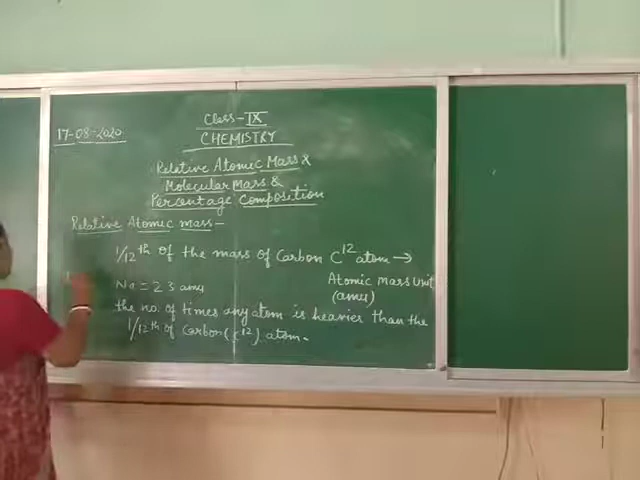 17-08-2020
Class-IX
CHEMISTRY
Relative Atomic Mass &
Molecular mass &
Percentage Composition
Relative Atomic mass-
1/12th of the mass of Carbon C12 atom →
Atomic mass Unit
(amu)
Na = 23 amu
the no. of times any atom is heavier than the
1/12th of Carbon (C12) atom.